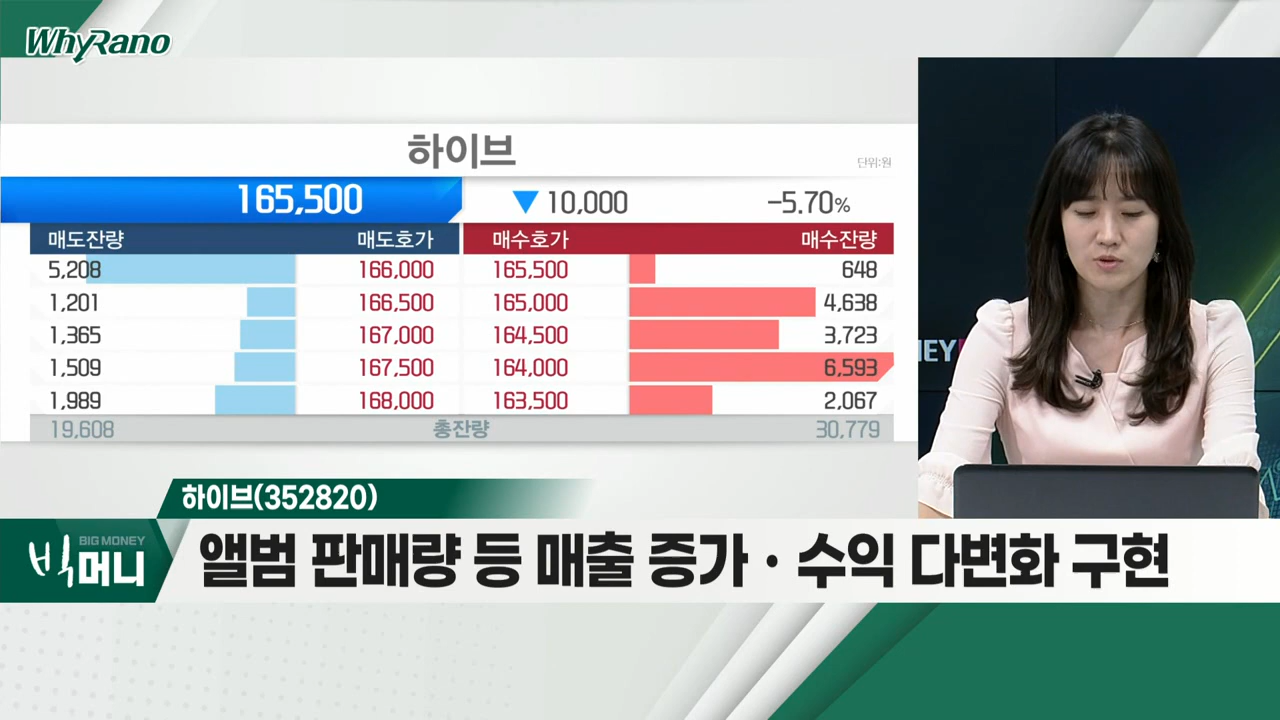 WhyRano
하이브
단위:원
165,500 ▼ 10,000 -5.70%
매도잔량 매도호가 매수호가 매수잔량
5,208 166,000 165,500 648
1,201 166,500 165,000 4,638
1,365 167,000 164,500 3,723
1,509 167,500 164,000 6,593
1,989 168,000 163,500 2,067
19,608 총잔량 30,779
NEY
하이브(352820)
BIG MONEY
빅머니
앨범 판매량 등 매출 증가·수익 다변화 구현